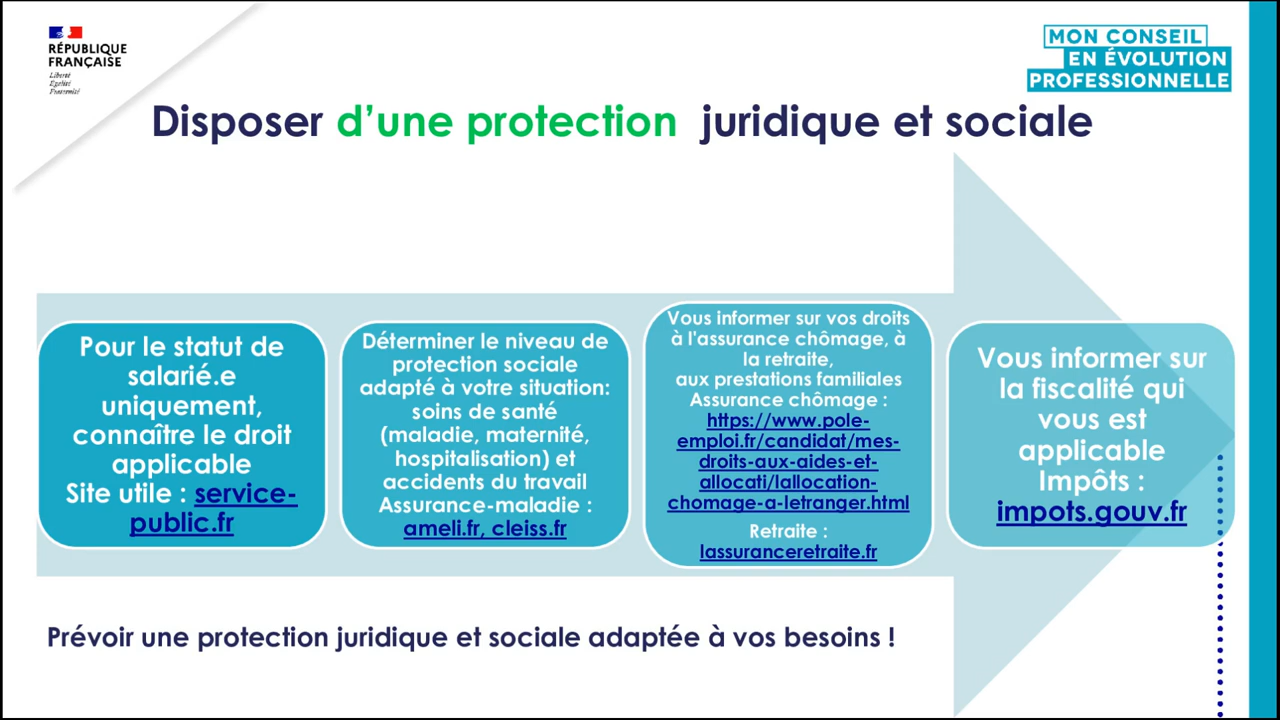 RÉPUBLIQUE
FRANÇAISE
Liberté
Égalité
Fraternité
MON CONSEIL
EN ÉVOLUTION
PROFESSIONNELLE
Disposer d’une protection juridique et sociale
Pour le statut de
salarié.e
uniquement,
connaître le droit
applicable
Site utile : service-
public.fr
Déterminer le niveau de
protection sociale
adapté à votre situation:
soins de santé
(maladie, maternité,
hospitalisation) et
accidents du travail
Assurance-maladie :
ameli.fr, cleiss.fr
Vous informer sur vos droits
à l'assurance chômage, à
la retraite,
aux prestations familiales
Assurance chômage :
https://www.pole-
emploi.fr/candidat/mes-
droits-aux-aides-et-
allocati/lallocation-
chomage-a-letranger.html
Retraite :
lassuranceretraite.fr
Vous informer sur
la fiscalité qui
vous est
applicable
Impôts :
impots.gouv.fr
Prévoir une protection juridique et sociale adaptée à vos besoins !